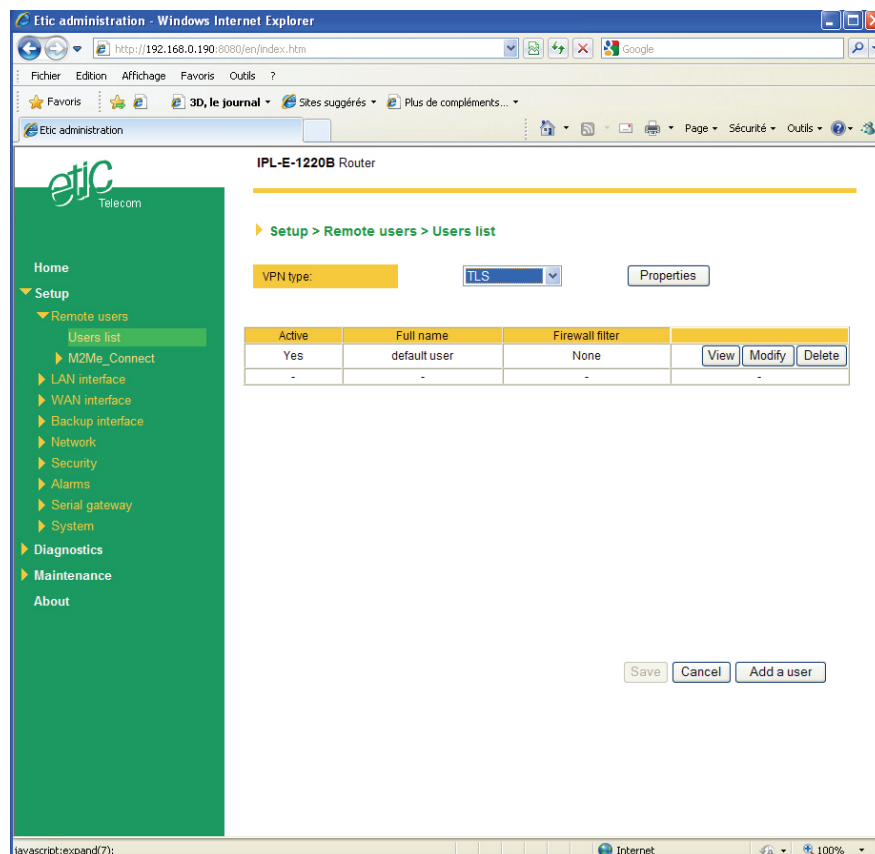 Etic administration - Windows Internet Explorer
http://192.168.0.190:8080/en/index.htm
Google
Fichier Edition Affichage Favoris Outils ?
Favoris 3D, le journal Sites suggérés Plus de compléments...
Etic administration
Page Sécurité Outils
etic
Telecom
IPL-E-1220B Router
Setup > Remote users > Users list
VPN type: TLS Properties
Home
Setup
Remote users
Users list
M2Me_Connect
LAN interface
WAN interface
Backup interface
Network
Security
Alarms
Serial gateway
System
Diagnostics
Maintenance
About
Active Full name Firewall filter
Yes default user None View Modify Delete
- - - -
Save Cancel Add a user
javascript:expand(7); Internet 100%